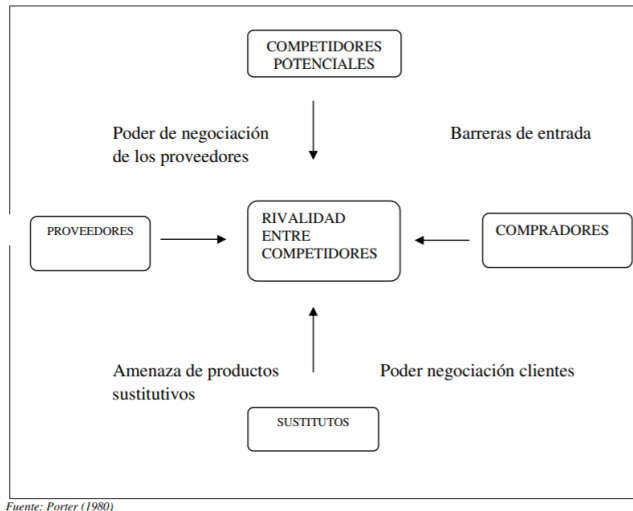 COMPETIDORES
POTENCIALES
Poder de negociación
de los proveedores
Barreras de entrada
PROVEEDORES
RIVALIDAD
ENTRE
COMPETIDORES
COMPRADORES
Amenaza de productos
sustitutivos
Poder negociación clientes
SUSTITUTOS
Fuente: Porter (1980)